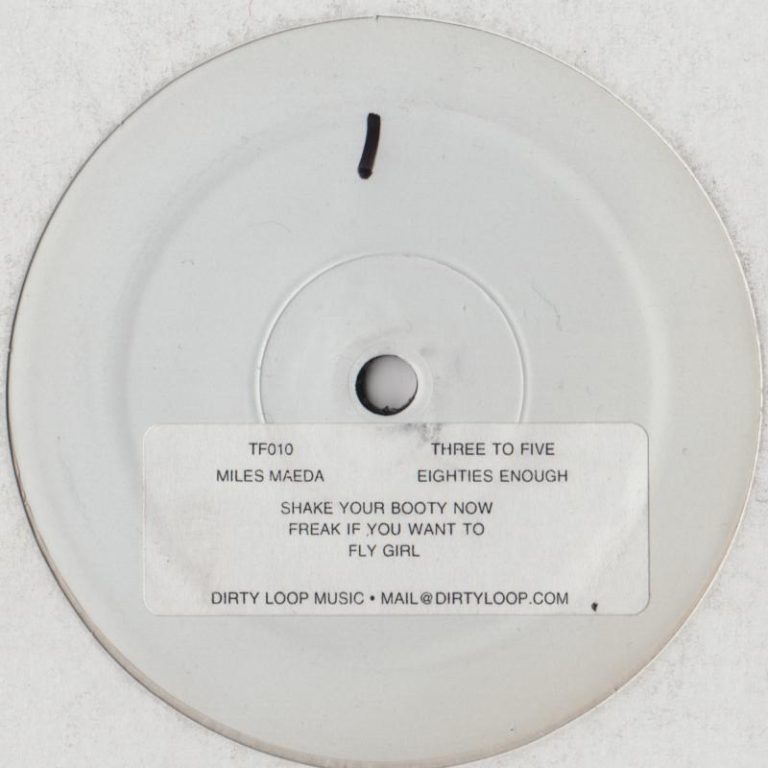 TF010 THREE TO FIVE
MILES MAEDA EIGHTIES ENOUGH
SHAKE YOUR BOOTY NOW
FREAK IF YOU WANT TO
FLY GIRL
DIRTY LOOP MUSIC • MAIL@DIRTYLOOP.COM